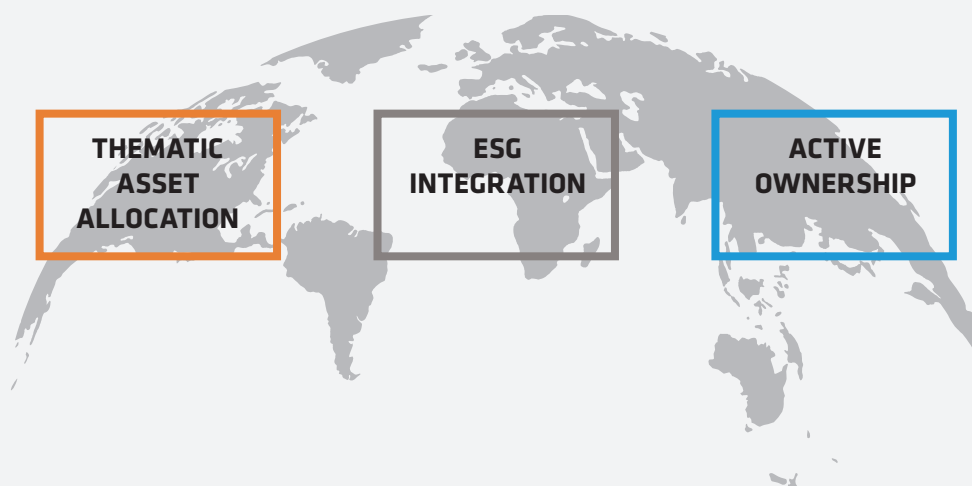 THEMATIC
ASSET
ALLOCATION
ESG
INTEGRATION
ACTIVE
OWNERSHIP